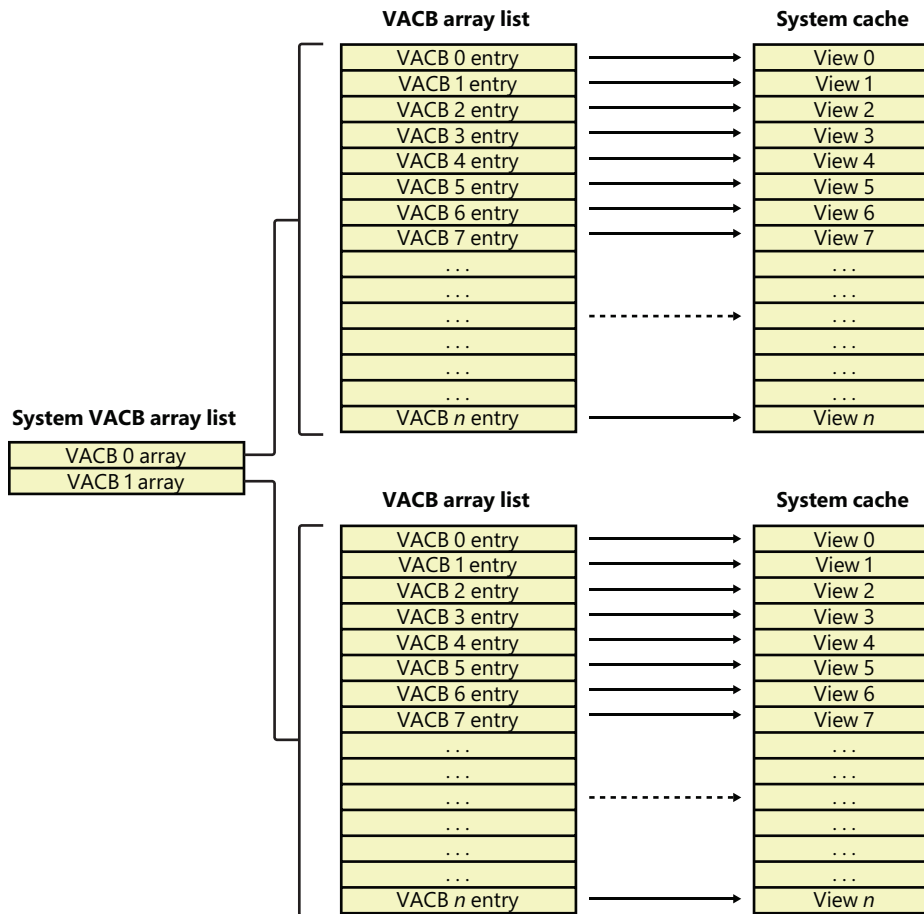 VACB array list
System cache
VACB 0 entry
View 0
VACB 1 entry
View 1
VACB 2 entry
View 2
VACB 3 entry
View 3
VACB 4 entry
View 4
VACB 5 entry
View 5
VACB 6 entry
View 6
VACB 7 entry
View 7
. . .
. . .
. . .
. . .
. . .
. . .
. . .
. . .
. . .
. . .
. . .
. . .
VACB n entry
View n
System VACB array list
VACB 0 array
VACB 1 array
VACB array list
System cache
VACB 0 entry
View 0
VACB 1 entry
View 1
VACB 2 entry
View 2
VACB 3 entry
View 3
VACB 4 entry
View 4
VACB 5 entry
View 5
VACB 6 entry
View 6
VACB 7 entry
View 7
. . .
. . .
. . .
. . .
. . .
. . .
. . .
. . .
. . .
. . .
. . .
. . .
VACB n entry
View n